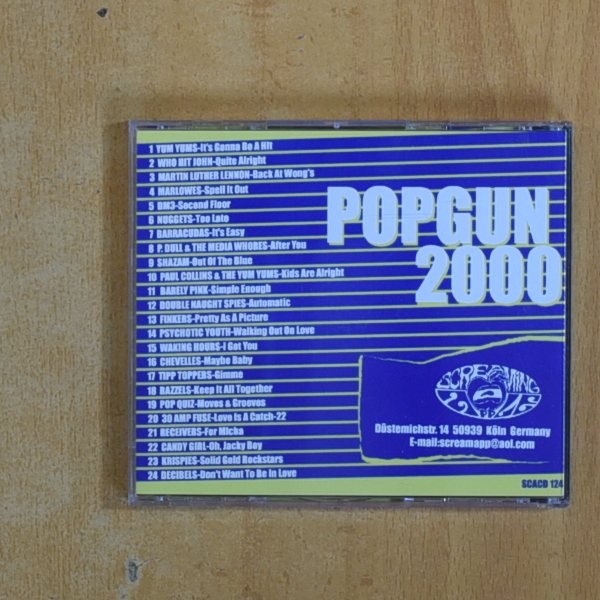 1 YUM YUMS-It's Gonna Be A Hit
2 WHO HIT JOHN-Quite Alright
3 MARTIN LUTHER LENNON-Back At Wong's
4 MARLOWES-Spell It Out
5 DM3-Second Floor
6 NUGGETS-Too Late
7 BARRACUDAS-It's Easy
8 P. DULL & THE MEDIA WHORES-After You
9 SHAZAM-Out Of The Blue
10 PAUL COLLINS & THE YUM YUMS-Kids Are Alright
11 BARELY PINK-Simple Enough
12 DOUBLE NAUGHT SPIES-Automatic
13 FINKERS-Pretty As A Picture
14 PSYCHOTIC YOUTH-Walking Out On Love
15 WAKING HOURS-I Get You
16 CHEVELLES-Maybe Baby
17 TIPP TOPPERS-Gimme
18 RAZZELS-Keep It All Together
19 POP QUIZ-Moves & Grooves
20 30 AMP FUSE-Love Is A Catch-22
21 RECEIVERS-For Micha
22 CANDY GIRL-Oh, Jacky Boy
23 KRISPIES-Solid Gold Rockstars
24 DECIBELS-Don't Want To Be In Love
POPGUN
2000
SCREAMING
Düstemichstr. 14 50939 Köln Germany
E-mail:screamapp@aol.com
SCACD 124